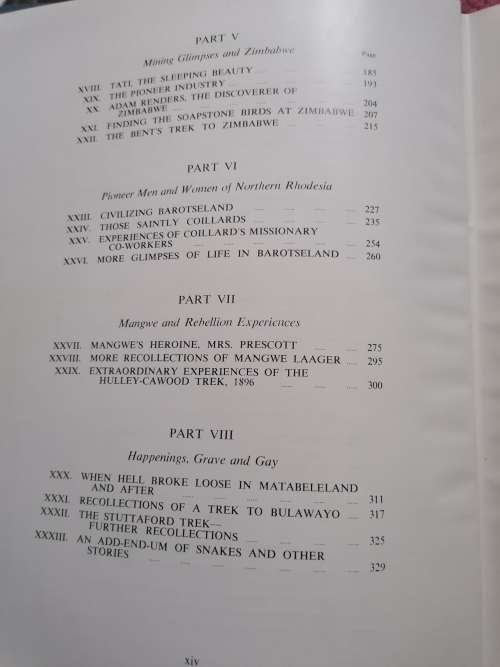 PART V
Mining Glimpses and Zimbabwe
Page
XVIII. TATI, THE SLEEPING BEAUTY 185
XIX. THE PIONEER INDUSTRY 193
XX. ADAM RENDERS, THE DISCOVERER OF
ZIMBABWE 204
XXI. FINDING THE SOAPSTONE BIRDS AT ZIMBABWE 207
XXII. THE BENT'S TREK TO ZIMBABWE 215
PART VI
Pioneer Men and Women of Northern Rhodesia
XXIII. CIVILIZING BAROTSELAND 227
XXIV. THOSE SAINTLY COILLARDS 235
XXV. EXPERIENCES OF COILLARD'S MISSIONARY
CO-WORKERS 254
XXVI. MORE GLIMPSES OF LIFE IN BAROTSELAND 260
PART VII
Mangwe and Rebellion Experiences
XXVII. MANGWE'S HEROINE, MRS. PRESCOTT 275
XXVIII. MORE RECOLLECTIONS OF MANGWE LAAGER 295
XXIX. EXTRAORDINARY EXPERIENCES OF THE
HULLEY-CAWOOD TREK, 1896 300
PART VIII
Happenings, Grave and Gay
XXX. WHEN HELL BROKE LOOSE IN MATABELELAND
AND AFTER 311
XXXI. RECOLLECTIONS OF A TREK TO BULAWAYO 317
XXXII. THE STUTTAFORD TREK—
FURTHER RECOLLECTIONS 325
XXXIII. AN ADD-END-UM OF SNAKES AND OTHER
STORIES 329
xiv